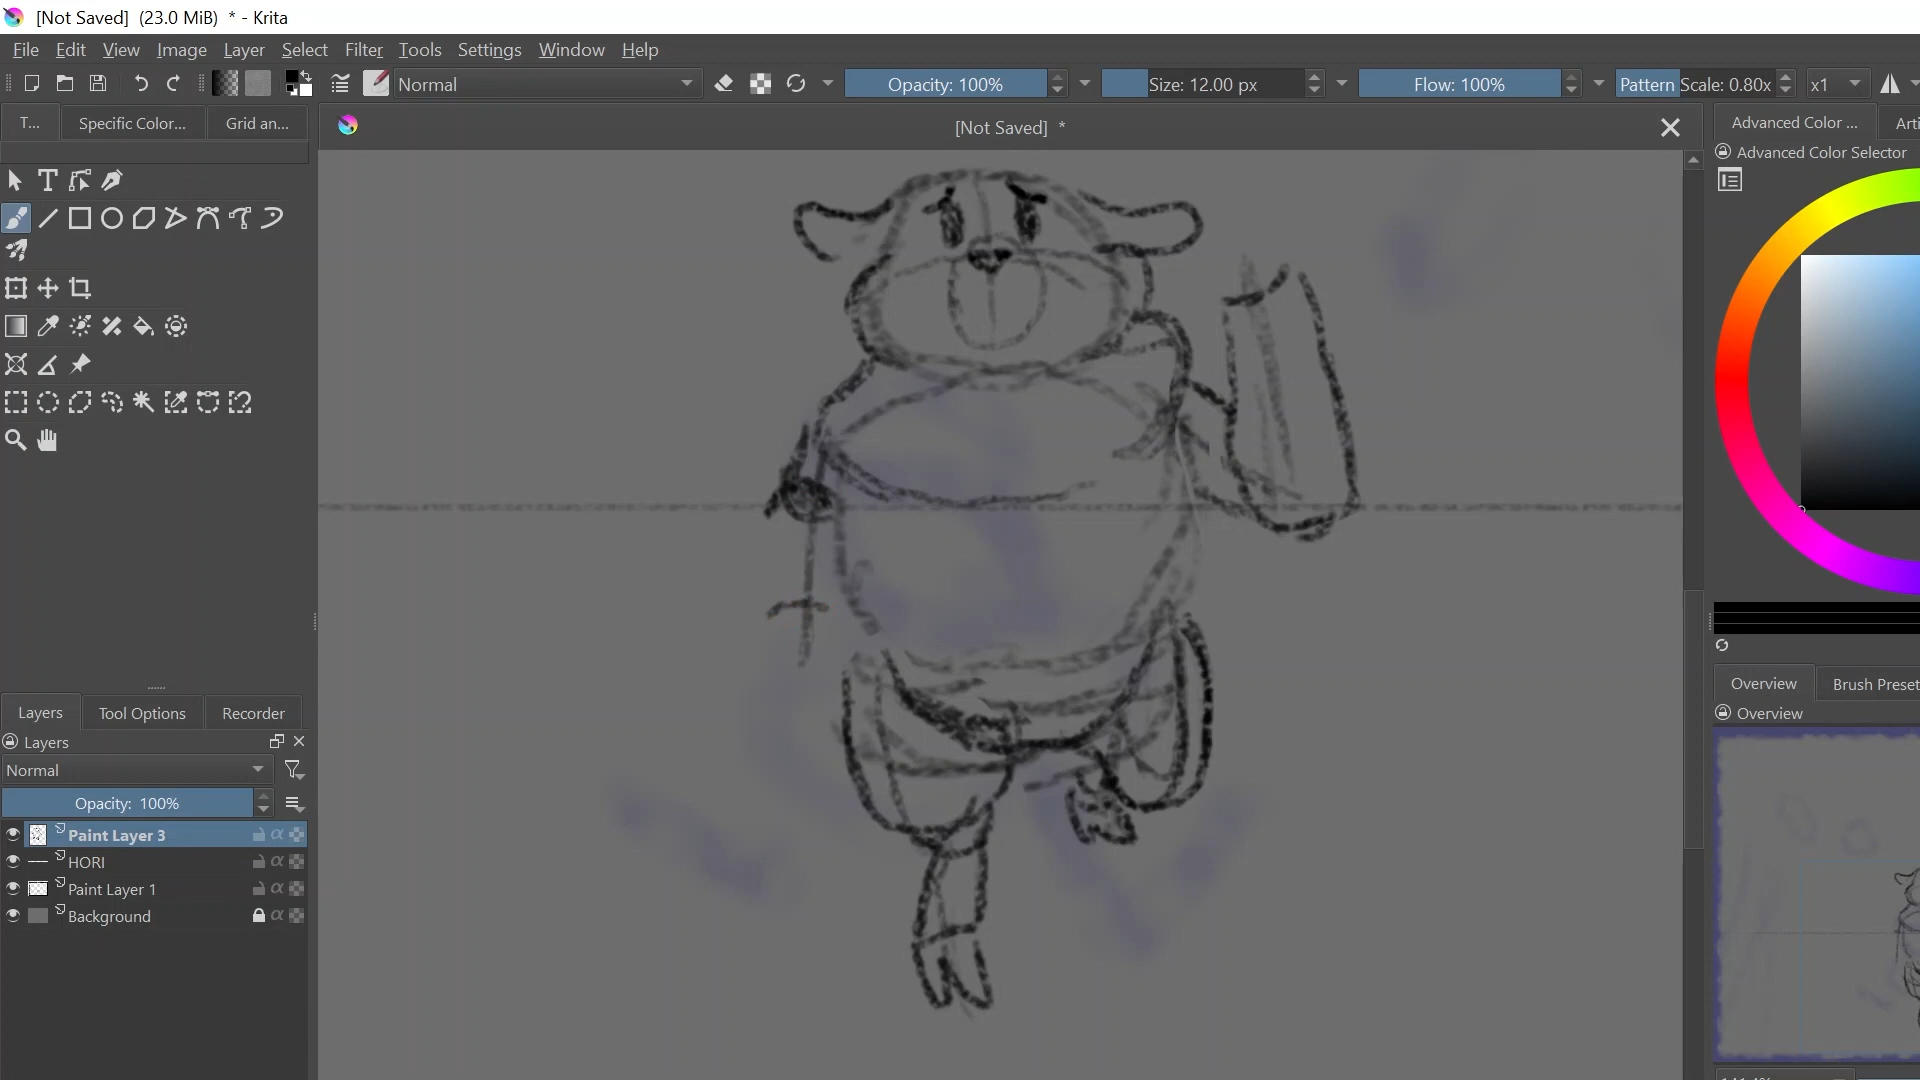 [Not Saved]  (23.0 MiB)  * - Krita
File Edit View Image Layer Select Filter Tools Settings Window Help
Normal Opacity: 100% Size: 12.00 px Flow: 100% Pattern Scale: 0.80x x1
T... Specific Color... Grid an... [Not Saved] * Advanced Color ...
Advanced Color Selector
Layers Tool Options Recorder
Layers
Normal
Opacity: 100%
Paint Layer 3
HORI
Paint Layer 1
Background
Overview Brush Preset
Overview